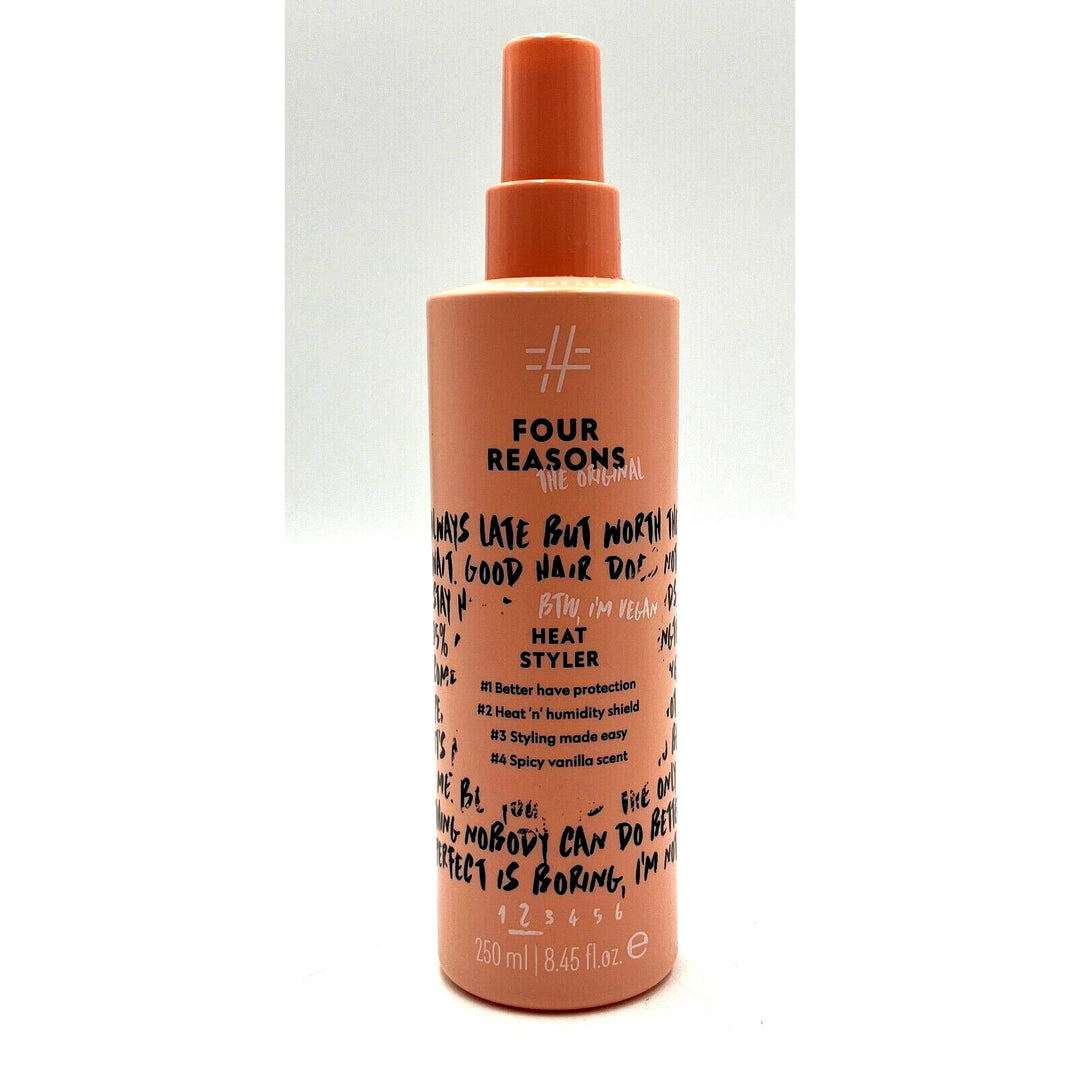 #
FOUR
REASONS
THE ORIGINAL
LATE BUT WORTH
GOOD HAIR
BTW, I'M VEGAN
HEAT
STYLER
#1 Better have protection
#2 Heat 'n' humidity shield
#3 Styling made easy
#4 Spicy vanilla scent
THE ONLY
NOBODY CAN DO
IS BORING, I'M
1 2 3 4 5 6
250 ml | 8.45 fl.oz. e